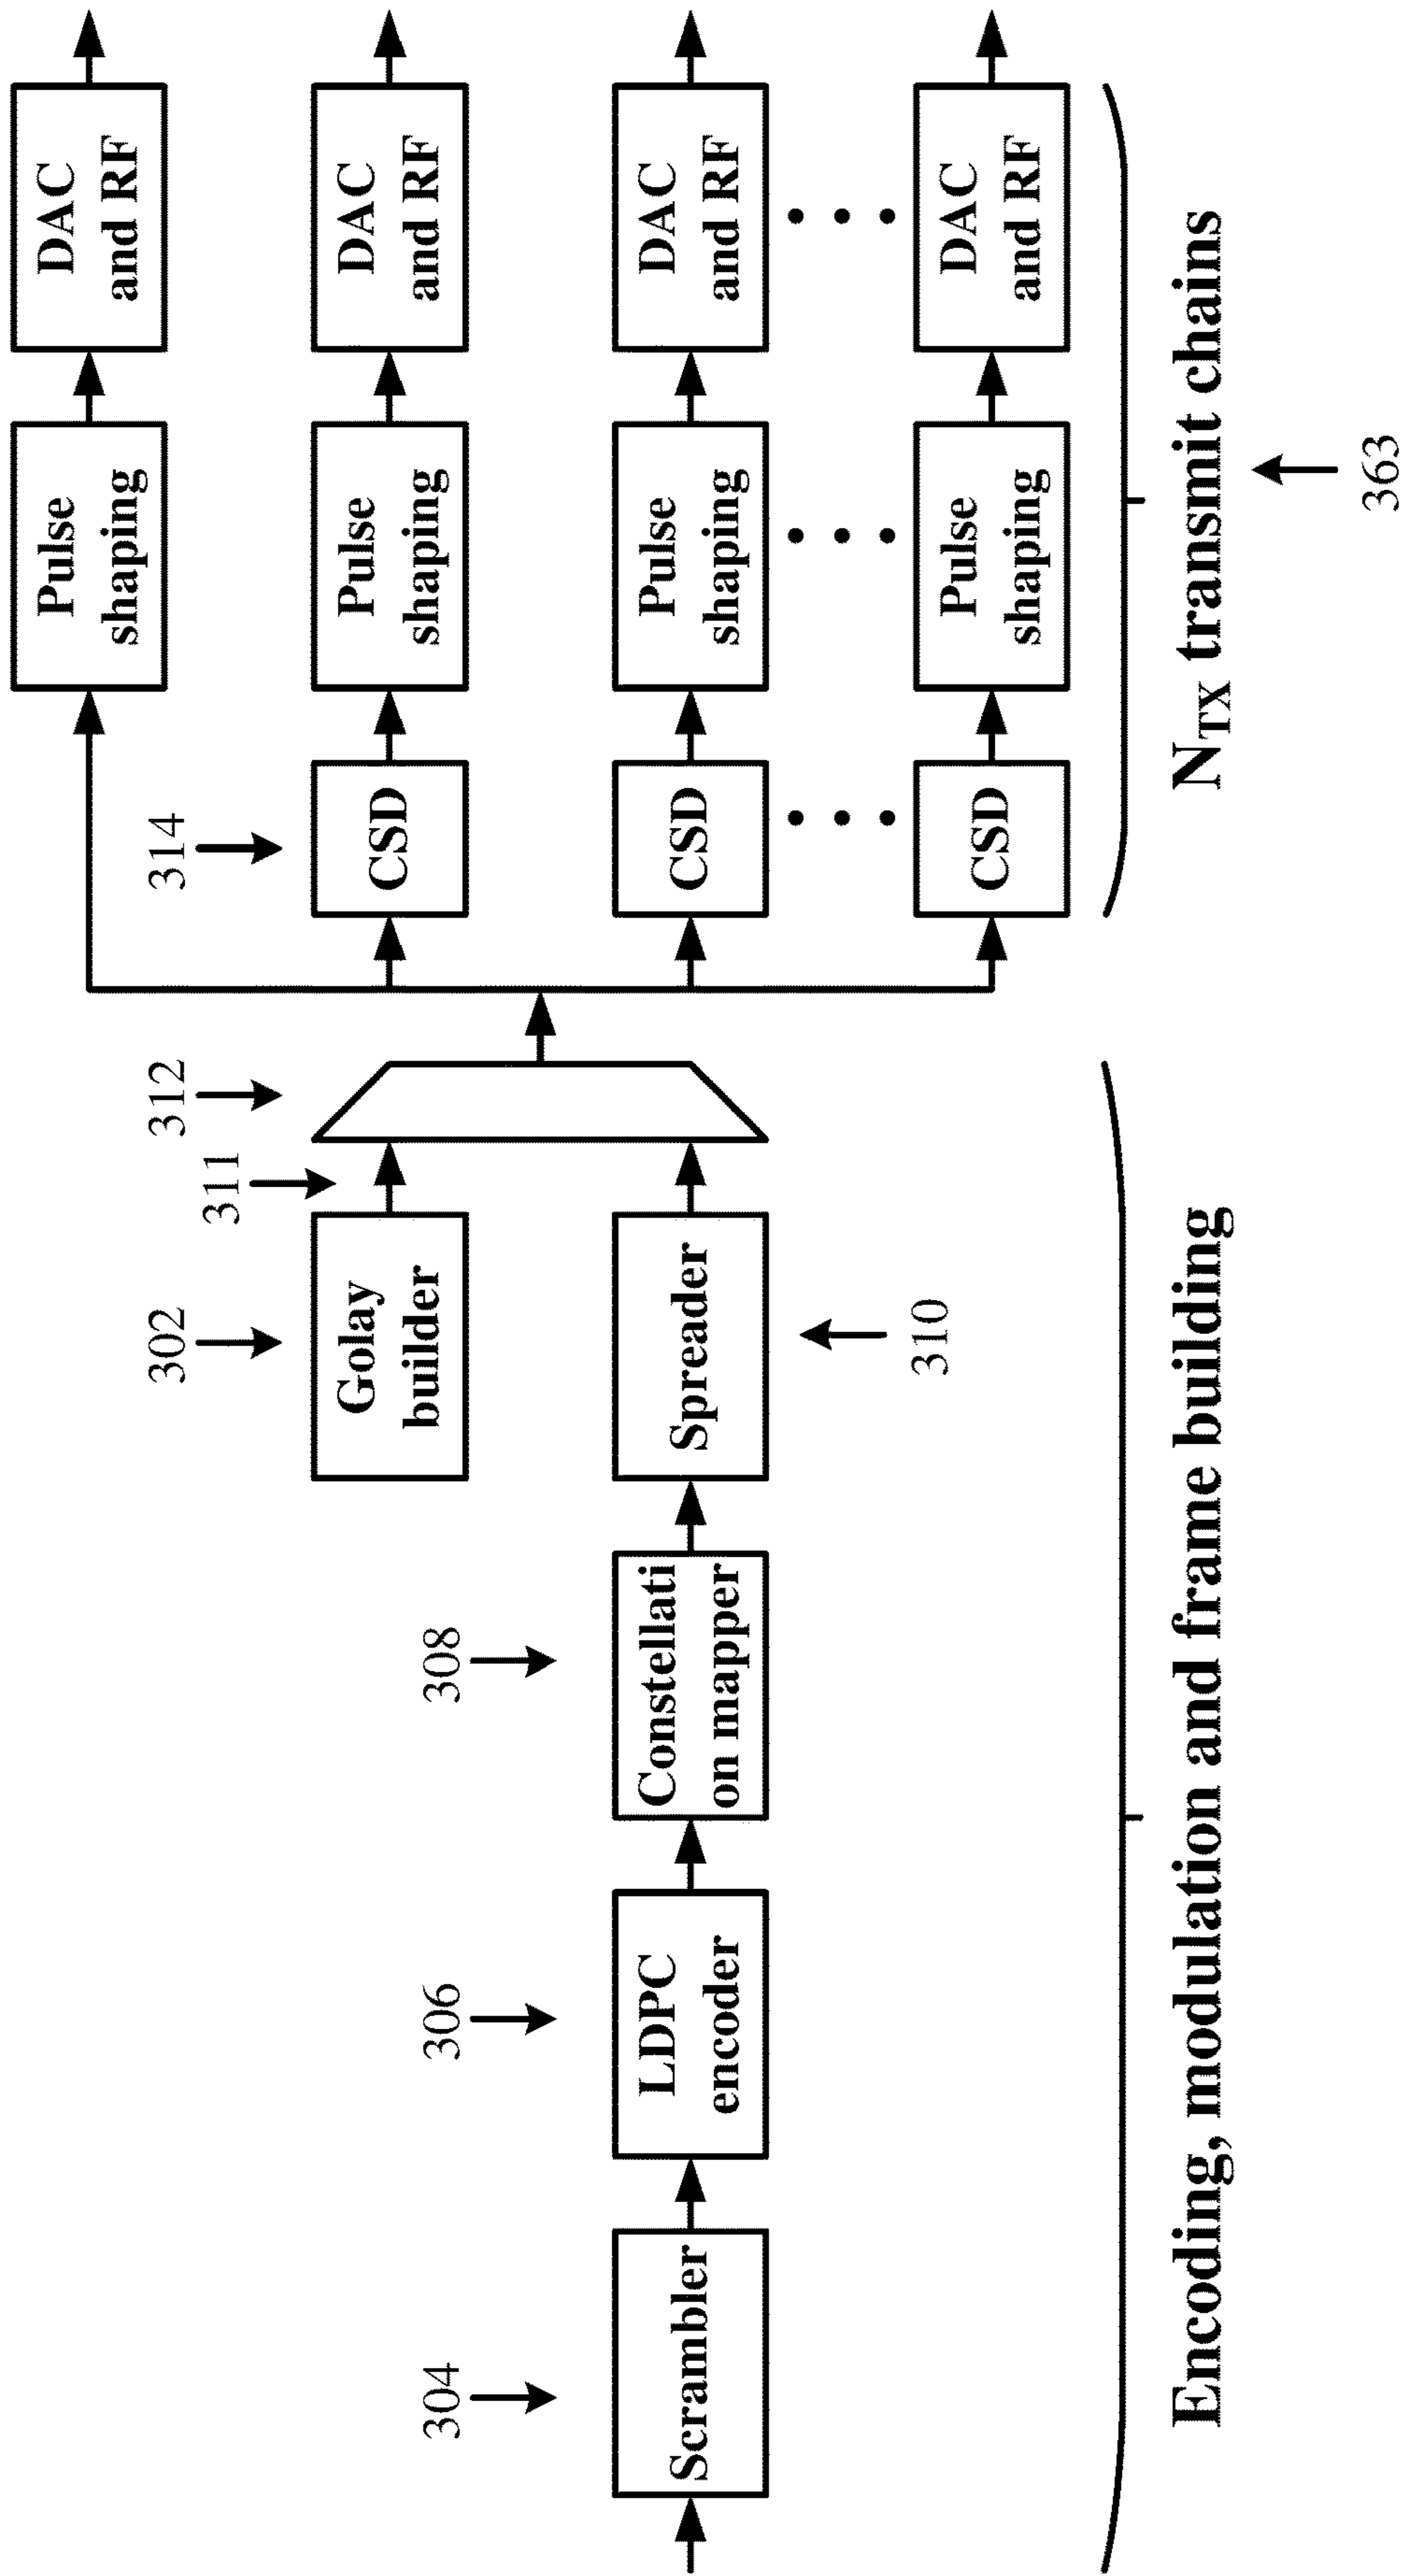 DAC
and RF
Pulse
shaping
314
DAC
and RF
Pulse
shaping
CSD
DAC
and RF
Pulse
shaping
CSD
DAC
and RF
Pulse
shaping
CSD
N_TX transmit chains
363
312
311
302
Golay
builder
304
Scrambler
306
LDPC
encoder
308
Constellati
on mapper
Spreader
310
Encoding, modulation and frame building